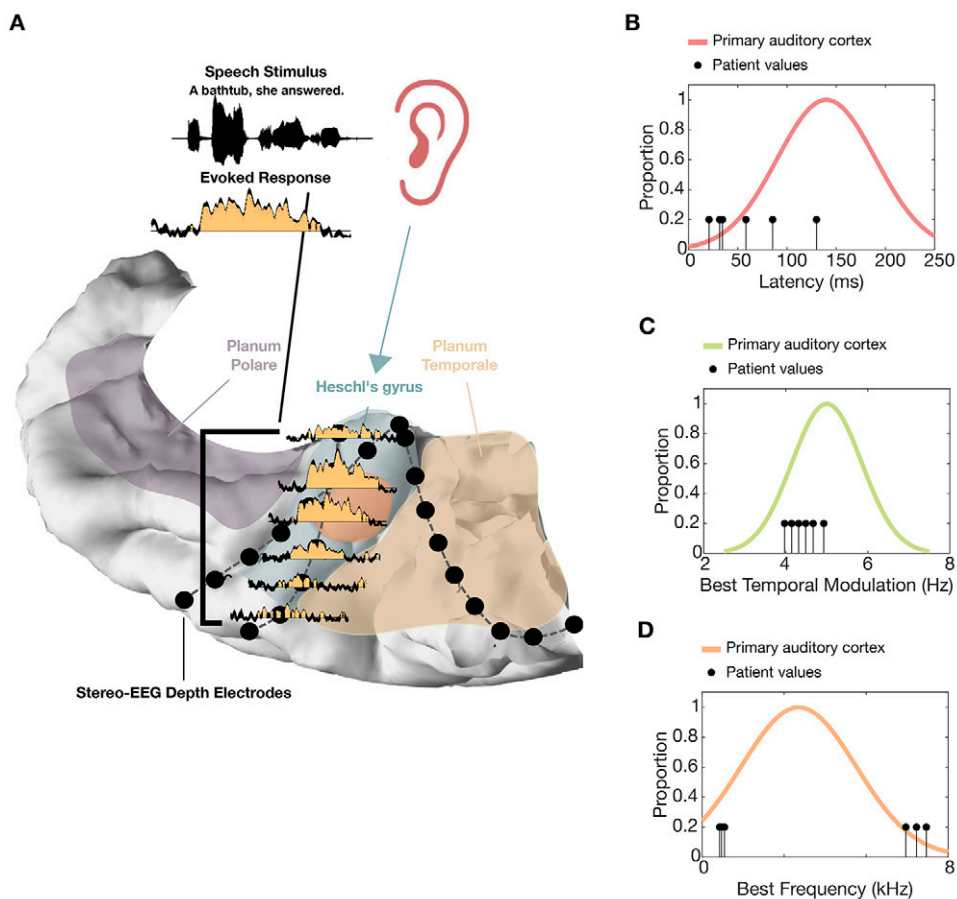 A
Speech Stimulus
A bathtub, she answered.
Evoked Response
Planum
Polare
Heschl's gyrus
Planum
Temporale
Stereo-EEG Depth Electrodes
B
Primary auditory cortex
Patient values
Proportion
1
0.8
0.6
0.4
0.2
0
0 50 100 150 200 250
Latency (ms)
C
Primary auditory cortex
Patient values
Proportion
1
0.8
0.6
0.4
0.2
0
2 4 6 8
Best Temporal Modulation (Hz)
D
Primary auditory cortex
Patient values
Proportion
1
0.8
0.6
0.4
0.2
0
0 8
Best Frequency (kHz)